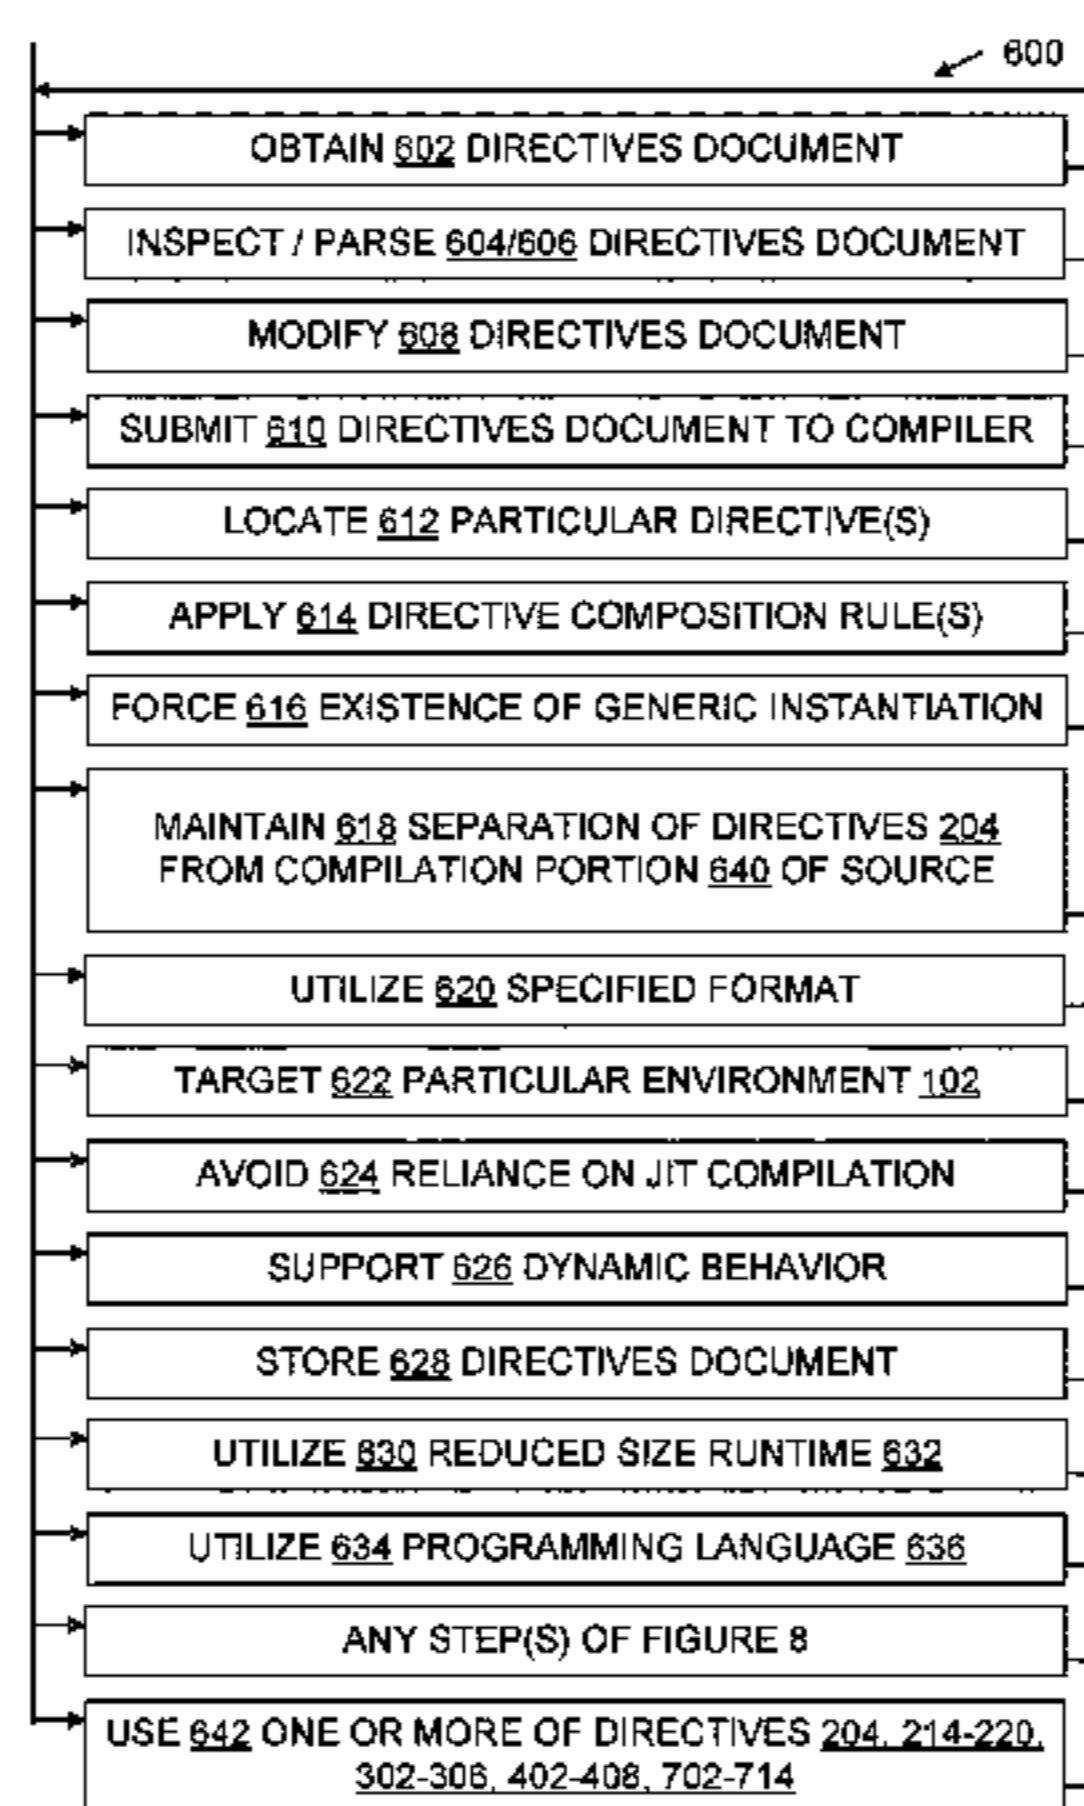 600
OBTAIN 602 DIRECTIVES DOCUMENT
INSPECT / PARSE 604/606 DIRECTIVES DOCUMENT
MODIFY 608 DIRECTIVES DOCUMENT
SUBMIT 610 DIRECTIVES DOCUMENT TO COMPILER
LOCATE 612 PARTICULAR DIRECTIVE(S)
APPLY 614 DIRECTIVE COMPOSITION RULE(S)
FORCE 616 EXISTENCE OF GENERIC INSTANTIATION
MAINTAIN 618 SEPARATION OF DIRECTIVES 204
FROM COMPILATION PORTION 640 OF SOURCE
UTILIZE 620 SPECIFIED FORMAT
TARGET 622 PARTICULAR ENVIRONMENT 102
AVOID 624 RELIANCE ON JIT COMPILATION
SUPPORT 626 DYNAMIC BEHAVIOR
STORE 628 DIRECTIVES DOCUMENT
UTILIZE 630 REDUCED SIZE RUNTIME 632
UTILIZE 634 PROGRAMMING LANGUAGE 636
ANY STEP(S) OF FIGURE 8
USE 642 ONE OR MORE OF DIRECTIVES 204, 214-220,
302-306, 402-408, 702-714